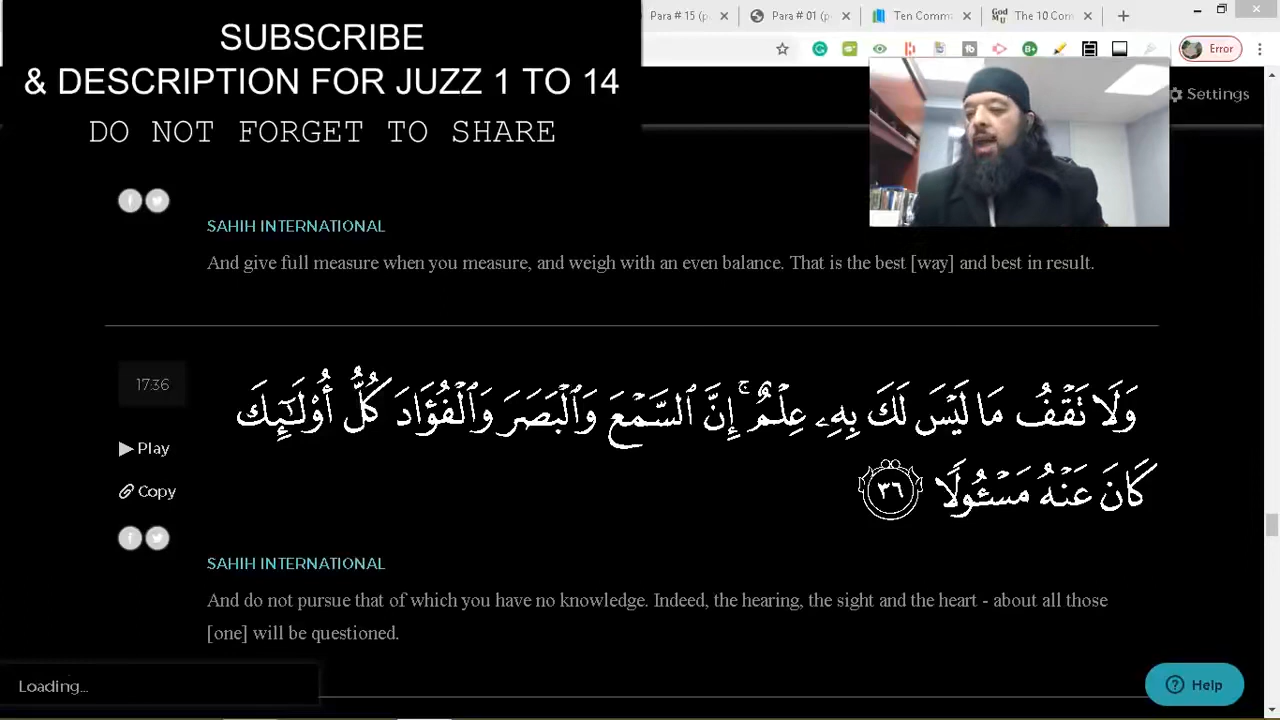 SUBSCRIBE
& DESCRIPTION FOR JUZZ 1 TO 14
DO NOT FORGET TO SHARE
Para # 15 (p
Para # 01 (p
Ten Comma
The 10 Com
Error
Settings
SAHIH INTERNATIONAL
And give full measure when you measure, and weigh with an even balance. That is the best [way] and best in result.
17:36
وَلَا تَقْفُ مَا لَيْسَ لَكَ بِهِۦ عِلْمٌ ۚ إِنَّ ٱلسَّمْعَ وَٱلْبَصَرَ وَٱلْفُؤَادَ كُلُّ أُو۟لَـٰٓئِكَ
كَانَ عَنْهُ مَسْـُٔولًا ٣٦
Play
Copy
SAHIH INTERNATIONAL
And do not pursue that of which you have no knowledge. Indeed, the hearing, the sight and the heart - about all those
[one] will be questioned.
Loading...
Help